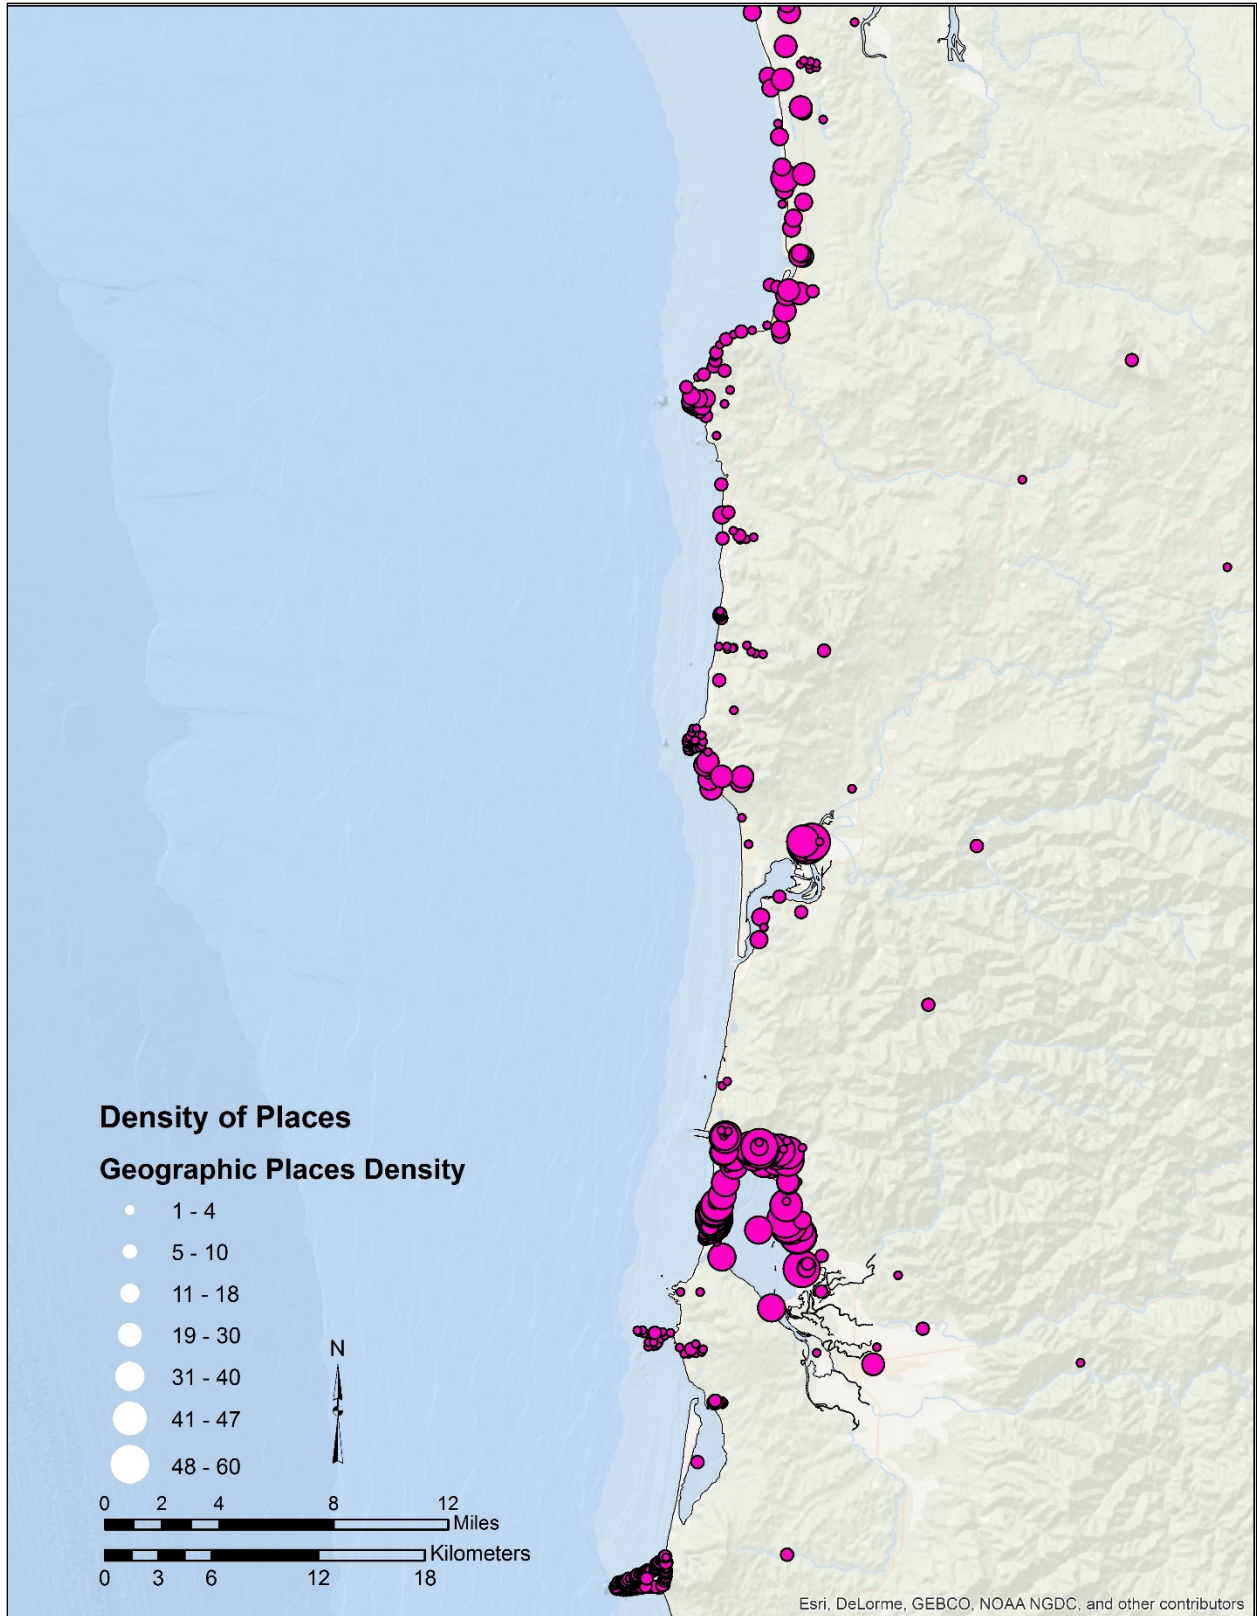 Density of Places
Geographic Places Density
1 - 4
5 - 10
11 - 18
19 - 30
31 - 40
41 - 47
48 - 60
N
0 2 4 8 12
Miles
Kilometers
0 3 6 12 18
Esri, DeLorme, GEBCO, NOAA NGDC, and other contributors